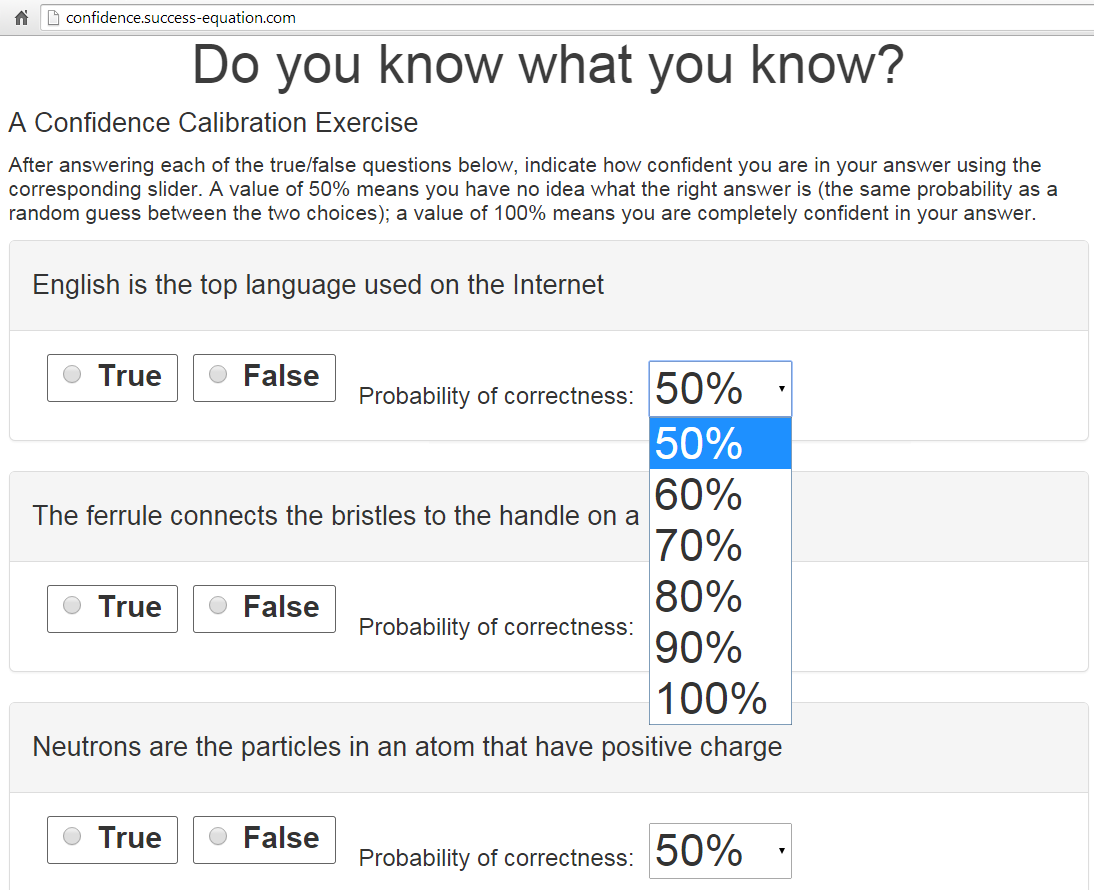 confidence.success-equation.com
Do you know what you know?
A Confidence Calibration Exercise
After answering each of the true/false questions below, indicate how confident you are in your answer using the
corresponding slider. A value of 50% means you have no idea what the right answer is (the same probability as a
random guess between the two choices); a value of 100% means you are completely confident in your answer.
English is the top language used on the Internet
True False Probability of correctness: 50%
50%
60%
70%
80%
90%
100%
The ferrule connects the bristles to the handle on a
True False Probability of correctness:
Neutrons are the particles in an atom that have positive charge
True False Probability of correctness: 50%